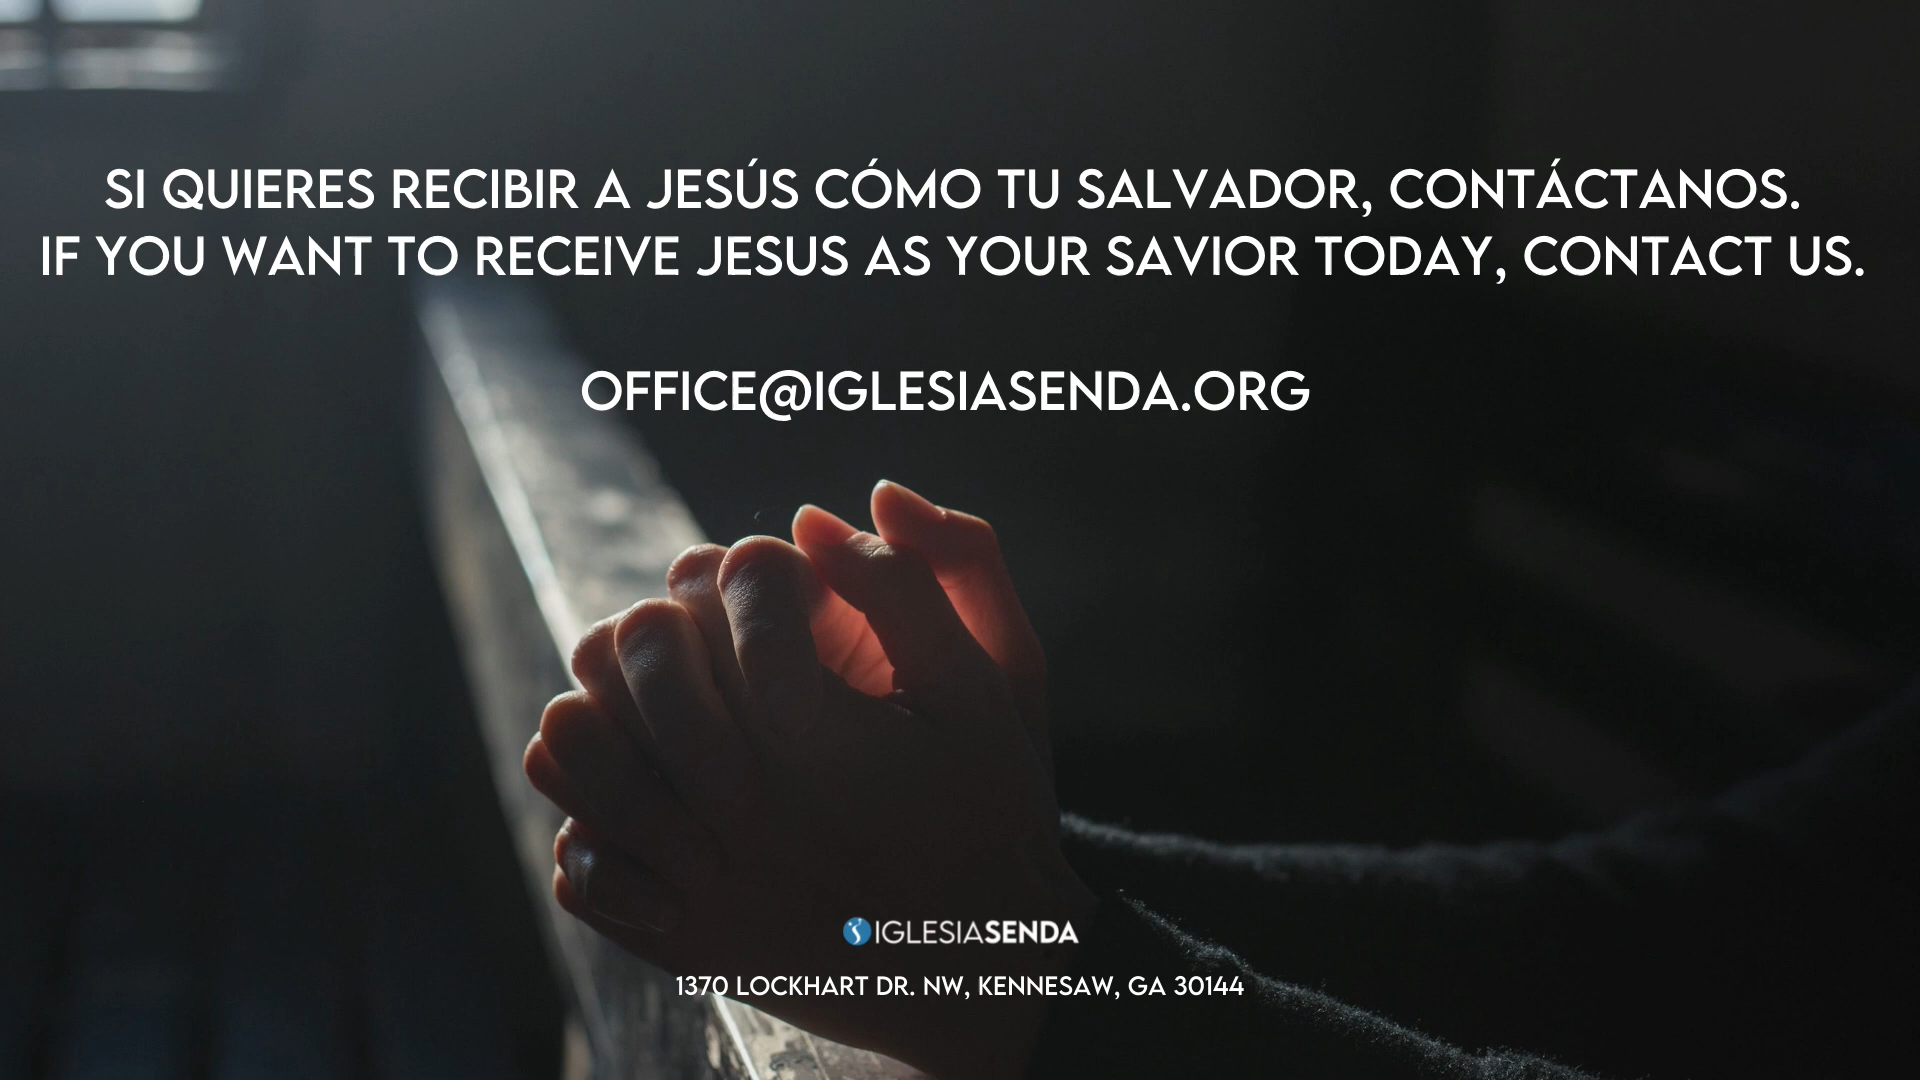 SI QUIERES RECIBIR A JESÚS CÓMO TU SALVADOR, CONTÁCTANOS.
IF YOU WANT TO RECEIVE JESUS AS YOUR SAVIOR TODAY, CONTACT US.
OFFICE@IGLESIASENDA.ORG
IGLESIASENDA
1370 LOCKHART DR. NW, KENNESAW, GA 30144